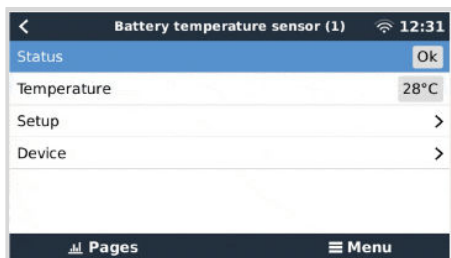 Battery temperature sensor (1) 12:31
Status Ok
Temperature 28°C
Setup
Device
Pages Menu